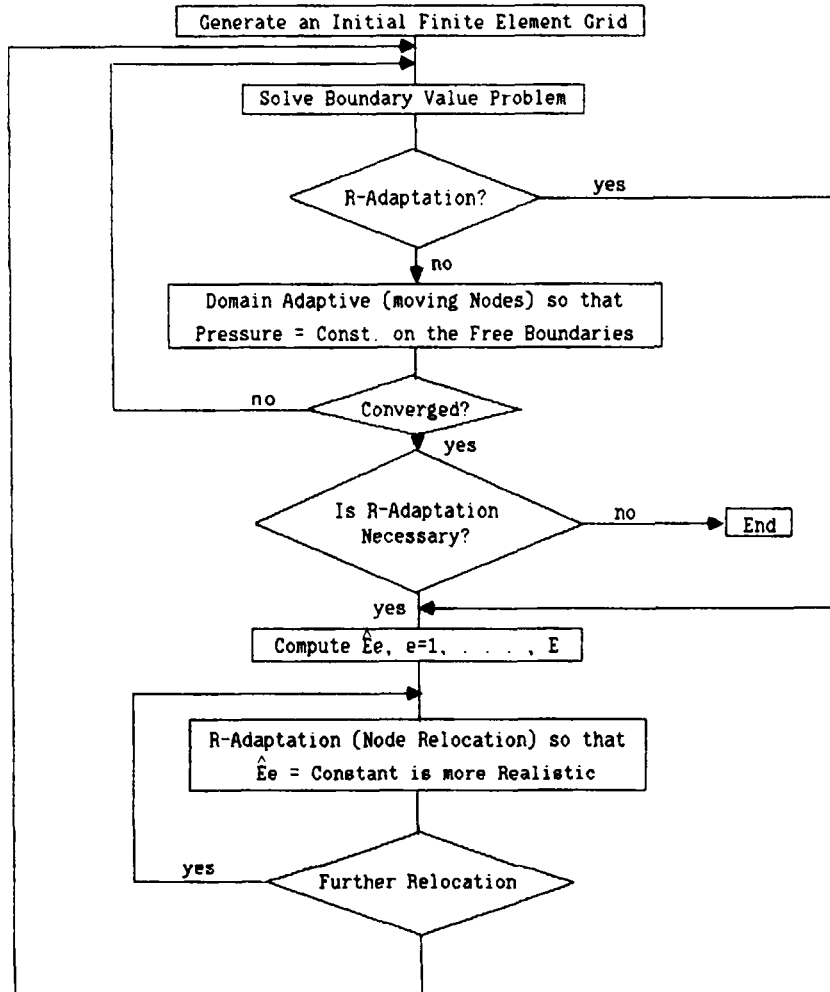 Generate an Initial Finite Element Grid
Solve Boundary Value Problem
R-Adaptation?
yes
no
Domain Adaptive (moving Nodes) so that
Pressure = Const. on the Free Boundaries
no
Converged?
yes
Is R-Adaptation
Necessary?
no
End
yes
Compute Êe, e=1, . . . ., E
R-Adaptation (Node Relocation) so that
Êe = Constant is more Realistic
yes
Further Relocation